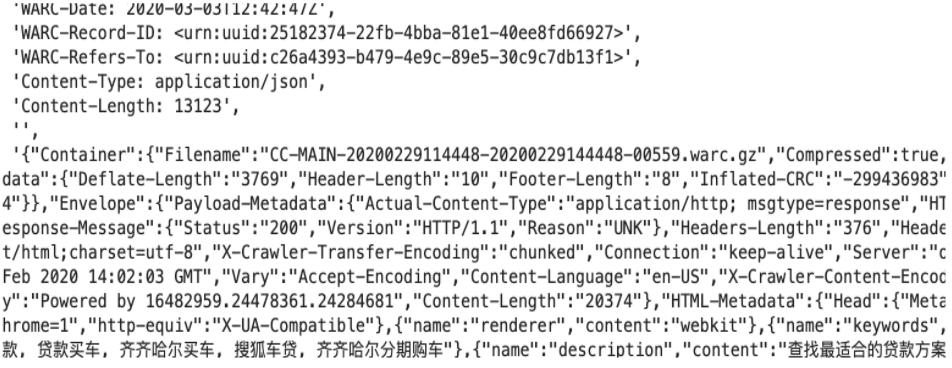 'WARC-Date: 2020-03-03T12:42:47Z',
'WARC-Record-ID: <urn:uuid:25182374-22fb-4bba-81e1-40ee8fd66927>',
'WARC-Refers-To: <urn:uuid:c26a4393-b479-4e9c-89e5-30c9c7db13f1>',
'Content-Type: application/json',
'Content-Length: 13123',
'',
'{"Container":{"Filename":"CC-MAIN-20200229114448-20200229144448-00559.warc.gz","Compressed":true,
data":{"Deflate-Length":"3769","Header-Length":"10","Footer-Length":"8","Inflated-CRC":"-299436983"
4"}},"Envelope":{"Payload-Metadata":{"Actual-Content-Type":"application/http; msgtype=response","HT
esponse-Message":{"Status":"200","Version":"HTTP/1.1","Reason":"UNK"},"Headers-Length":"376","Heade
t/html;charset=utf-8","X-Crawler-Transfer-Encoding":"chunked","Connection":"keep-alive","Server":"c
Feb 2020 14:02:03 GMT","Vary":"Accept-Encoding","Content-Language":"en-US","X-Crawler-Content-Encod
y":"Powered by 16482959.24478361.24284681","Content-Length":"20374"},"HTML-Metadata":{"Head":{"Meta
hrome=1","http-equiv":"X-UA-Compatible"},{"name":"renderer","content":"webkit"},{"name":"keywords",
款, 贷款买车, 齐齐哈尔买车, 搜狐车贷, 齐齐哈尔分期购车"},{"name":"description","content":"查找最适合的贷款方案